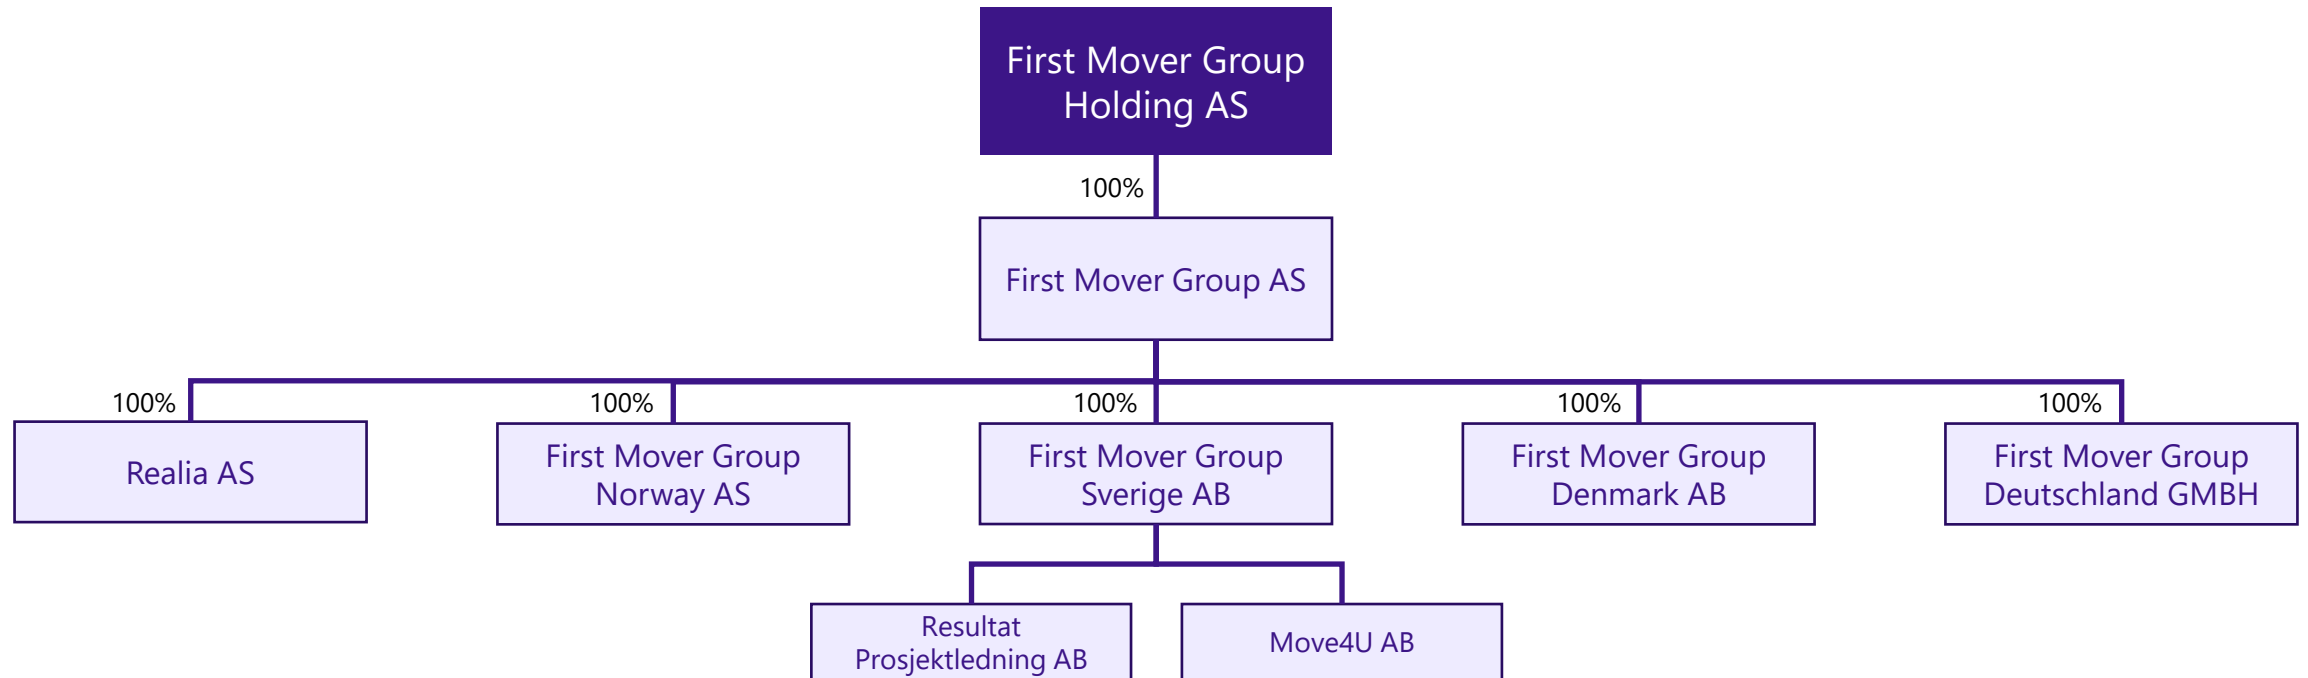 First Mover Group
Holding AS
100%
First Mover Group AS
100%
100%
100%
100%
100%
Realia AS
First Mover Group
Norway AS
First Mover Group
Sverige AB
First Mover Group
Denmark AB
First Mover Group
Deutschland GMBH
Resultat
Prosjektledning AB
Move4U AB